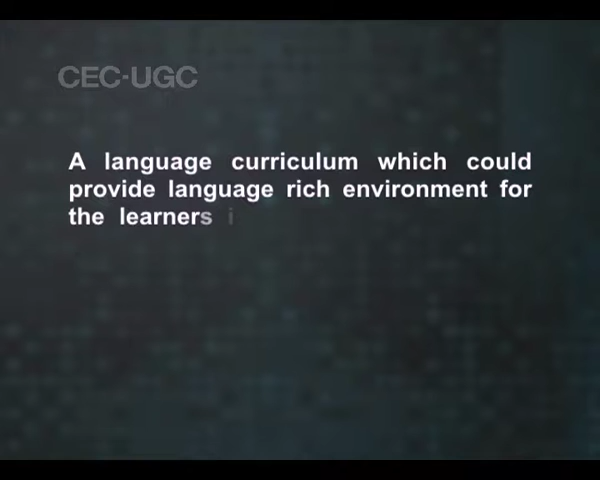 CEC-UGC
A language curriculum which could
provide language rich environment for
the learners i